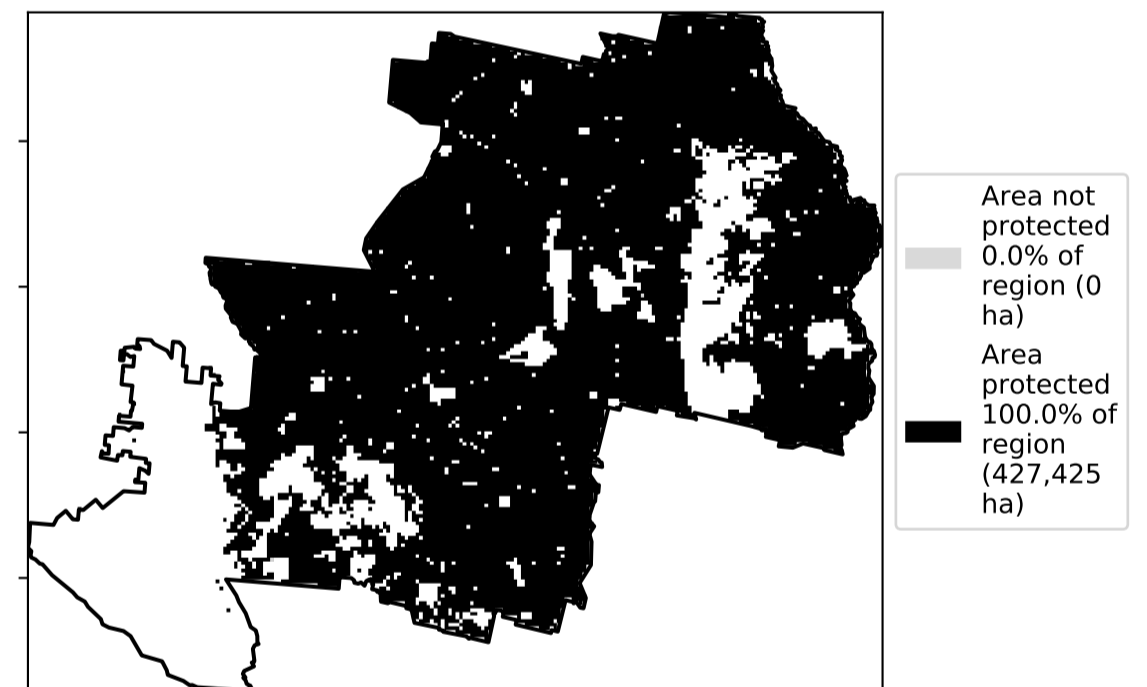 Area not
protected
0.0% of
region (0
ha)
Area
protected
100.0% of
region
(427,425
ha)